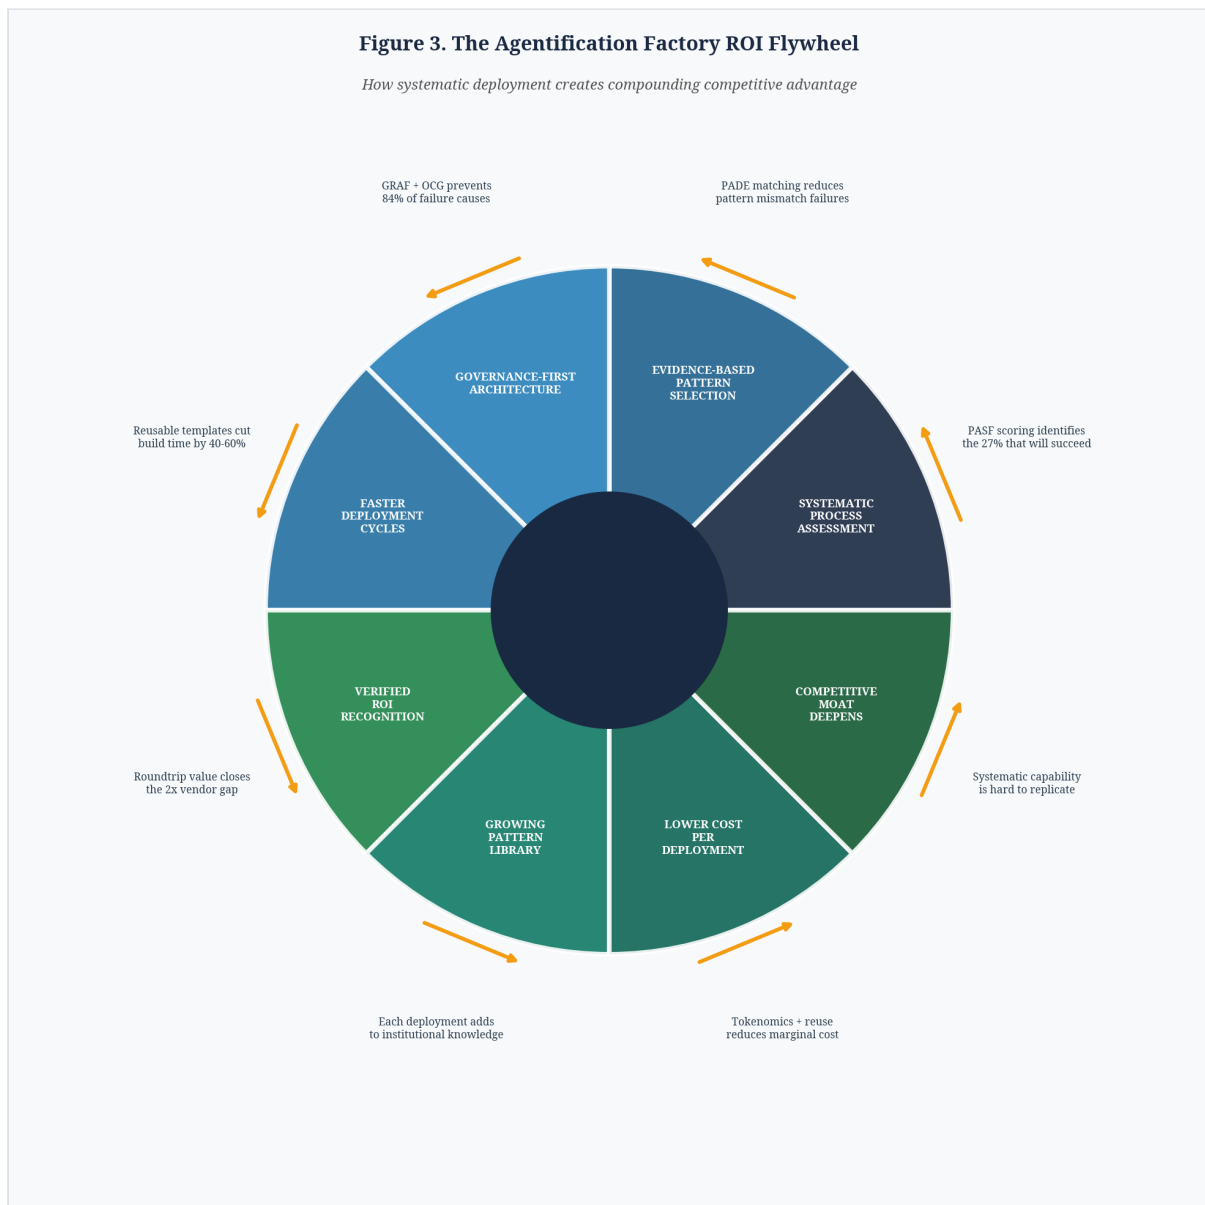 Figure 3. The Agentification Factory ROI Flywheel
How systematic deployment creates compounding competitive advantage
GRAF + OCG prevents
84% of failure causes
PADE matching reduces
pattern mismatch failures
GOVERNANCE-FIRST
ARCHITECTURE
EVIDENCE-BASED
PATTERN
SELECTION
Reusable templates cut
build time by 40-60%
PASF scoring identifies
the 27% that will succeed
FASTER
DEPLOYMENT
CYCLES
SYSTEMATIC
PROCESS
ASSESSMENT
VERIFIED
ROI
RECOGNITION
COMPETITIVE
MOAT
DEEPENS
Roundtrip value closes
the 2x vendor gap
Systematic capability
is hard to replicate
GROWING
PATTERN
LIBRARY
LOWER COST
PER
DEPLOYMENT
Each deployment adds
to institutional knowledge
Tokenomics + reuse
reduces marginal cost